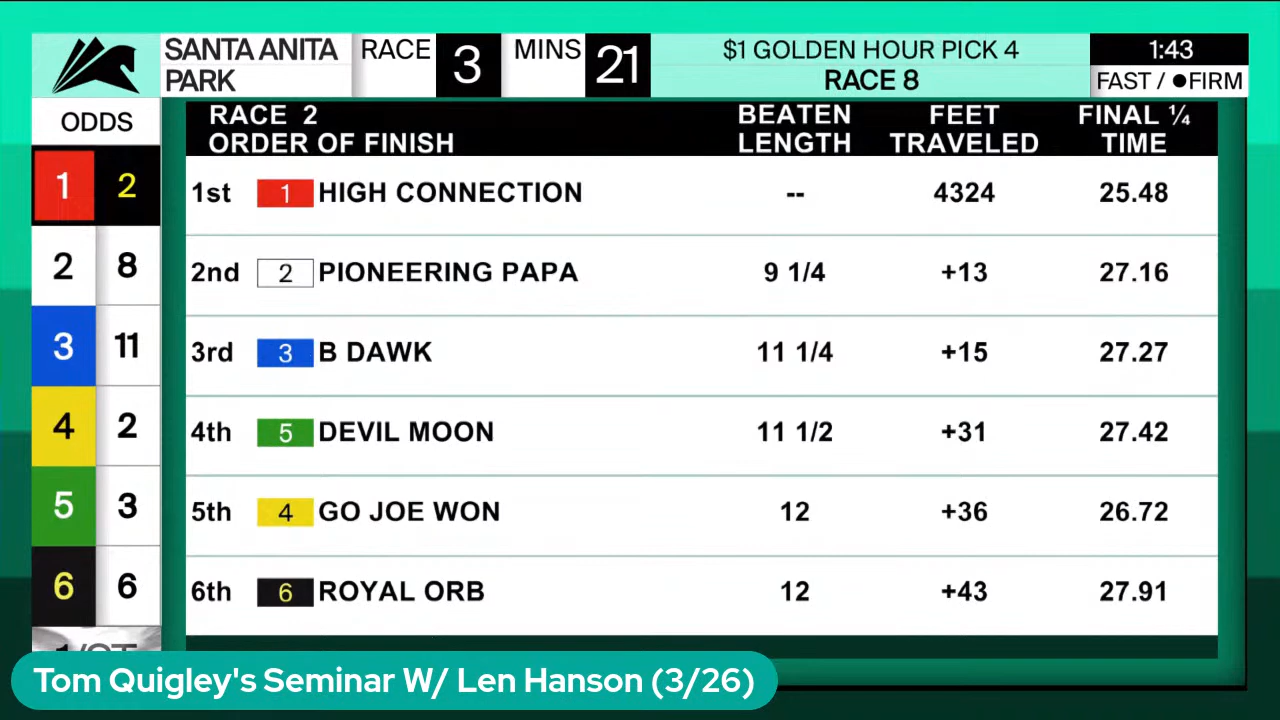 SANTA ANITA PARK
RACE 3
MINS 21
$1 GOLDEN HOUR PICK 4
RACE 8
1:43
FAST / ●FIRM
ODDS
1 2
2 8
3 11
4 2
5 3
6 6
RACE 2 BEATEN FEET FINAL ¼
ORDER OF FINISH LENGTH TRAVELED TIME
1st 1 HIGH CONNECTION -- 4324 25.48
2nd 2 PIONEERING PAPA 9 1/4 +13 27.16
3rd 3 B DAWK 11 1/4 +15 27.27
4th 5 DEVIL MOON 11 1/2 +31 27.42
5th 4 GO JOE WON 12 +36 26.72
6th 6 ROYAL ORB 12 +43 27.91
Tom Quigley's Seminar W/ Len Hanson (3/26)